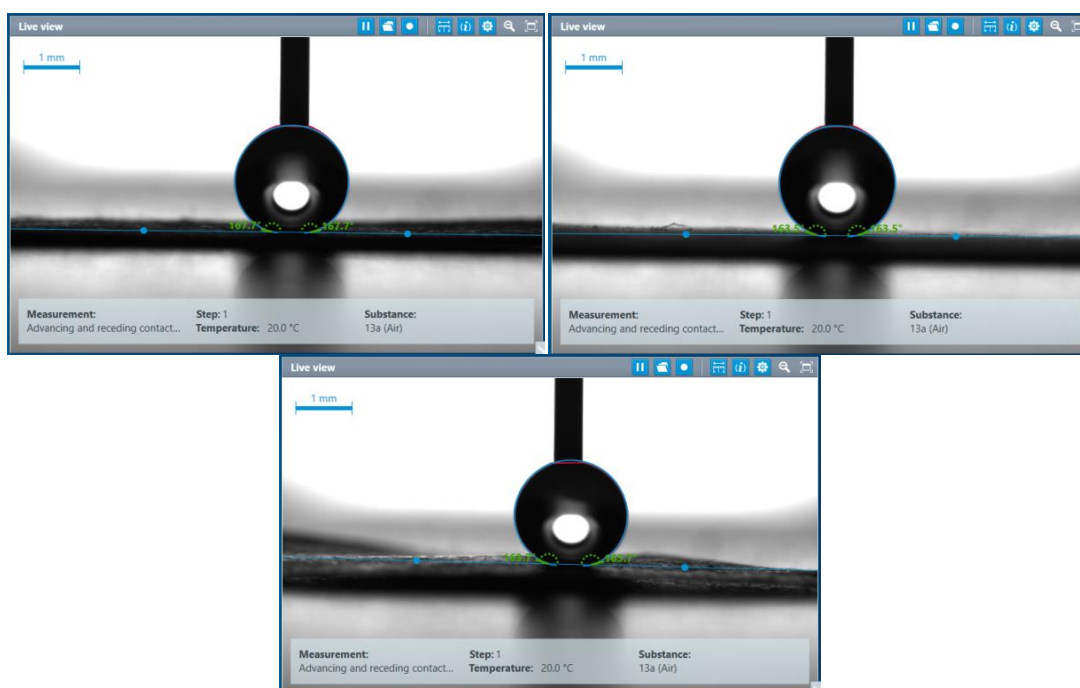 Live view
1 mm
167.7° 167.7°
Measurement: Step: 1 Substance:
Advancing and receding contact... Temperature: 20.0 °C 13a (Air)
Live view
1 mm
163.5° 163.5°
Measurement: Step: 1 Substance:
Advancing and receding contact... Temperature: 20.0 °C 13a (Air)
Live view
1 mm
Measurement: Step: 1 Substance:
Advancing and receding contact... Temperature: 20.0 °C 13a (Air)